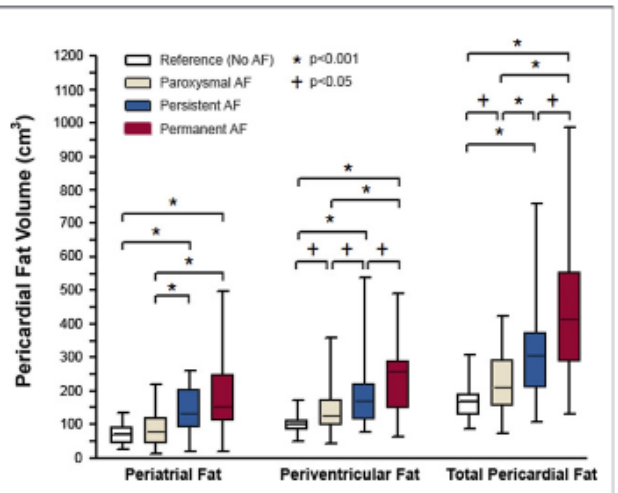 Pericardial Fat Volume (cm³)
1200
1100
1000
900
800
700
600
500
400
300
200
100
0
Reference (No AF)
Paroxysmal AF
Persistent AF
Permanent AF
* p<0.001
† p<0.05
*
*
*
*
*
*
*
†
†
†
*
*
†
*
†
*
Periatrial Fat
Periventricular Fat
Total Pericardial Fat